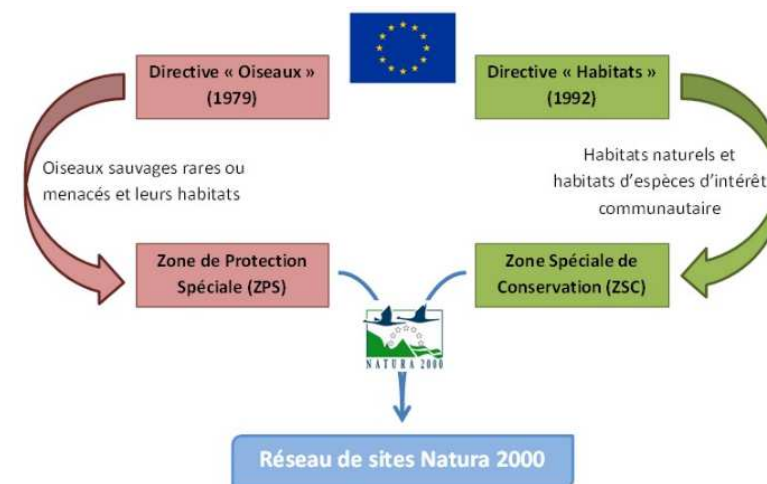 Directive « Oiseaux »
(1979)
Directive « Habitats »
(1992)
Oiseaux sauvages rares ou
menacés et leurs habitats
Habitats naturels et
habitats d’espèces d’intérêt
communautaire
Zone de Protection
Spéciale (ZPS)
Zone Spéciale de
Conservation (ZSC)
NATURA 2000
Réseau de sites Natura 2000